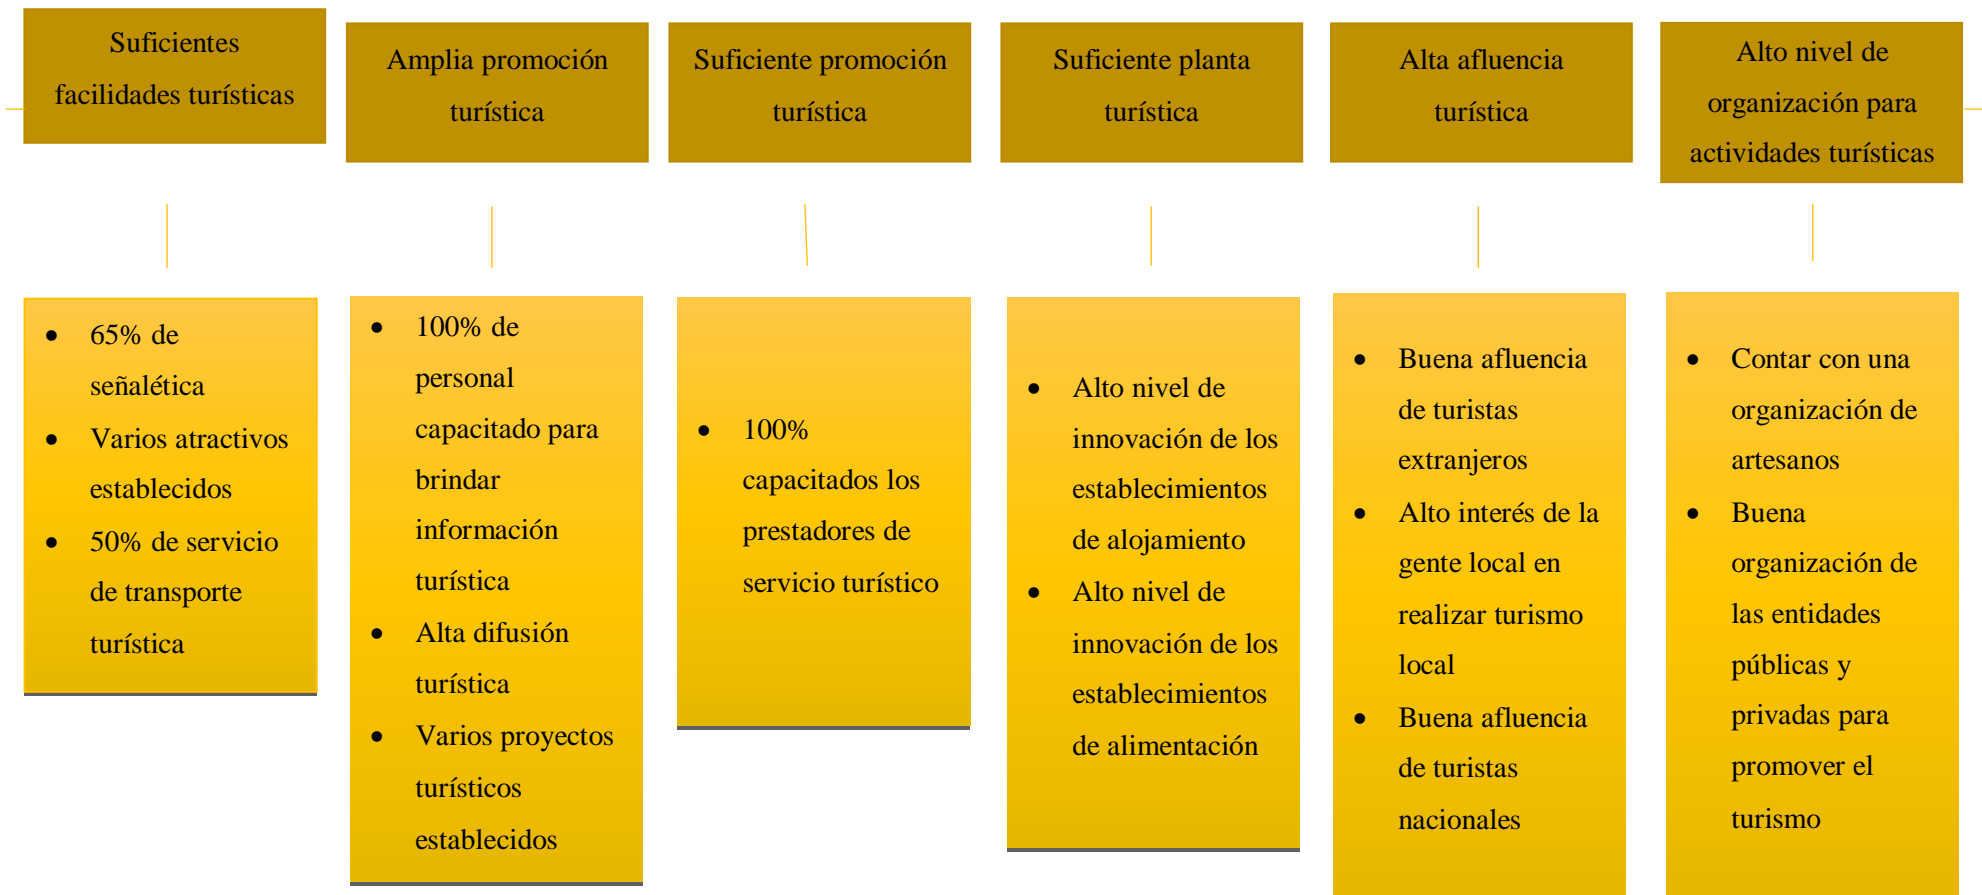 Suficientes
facilidades turísticas
Amplia promoción
turística
Suficiente promoción
turística
Suficiente planta
turística
Alta afluencia
turística
Alto nivel de
organización para
actividades turísticas
• 65% de
señalética
• Varios atractivos
establecidos
• 50% de servicio
de transporte
turística
• 100% de
personal
capacitado para
brindar
información
turística
• Alta difusión
turística
• Varios proyectos
turísticos
establecidos
• 100%
capacitados los
prestadores de
servicio turístico
• Alto nivel de
innovación de los
establecimientos
de alojamiento
• Alto nivel de
innovación de los
establecimientos
de alimentación
• Buena afluencia
de turistas
extranjeros
• Alto interés de la
gente local en
realizar turismo
local
• Buena afluencia
de turistas
nacionales
• Contar con una
organización de
artesanos
• Buena
organización de
las entidades
públicas y
privadas para
promover el
turismo